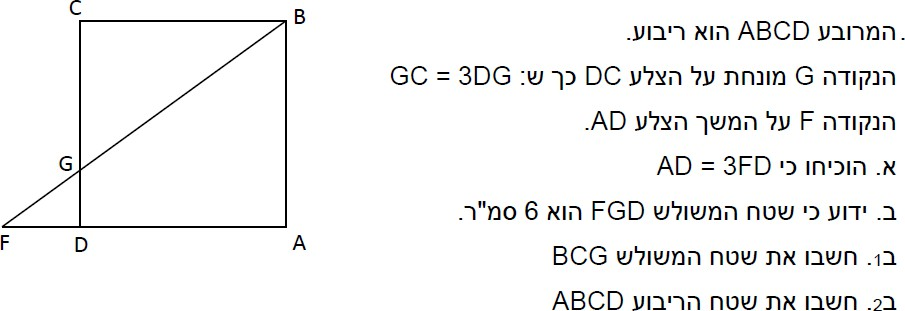 המרובע ABCD הוא ריבוע.
הנקודה G מונחת על הצלע DC כך ש: GC = 3DG
הנקודה F על המשך הצלע AD.
א. הוכיחו כי AD = 3FD
ב. ידוע כי שטח המשולש FGD הוא 6 סמ"ר.
ב1. חשבו את שטח המשולש BCG
ב2. חשבו את שטח הריבוע ABCD
C
B
G
F
D
A